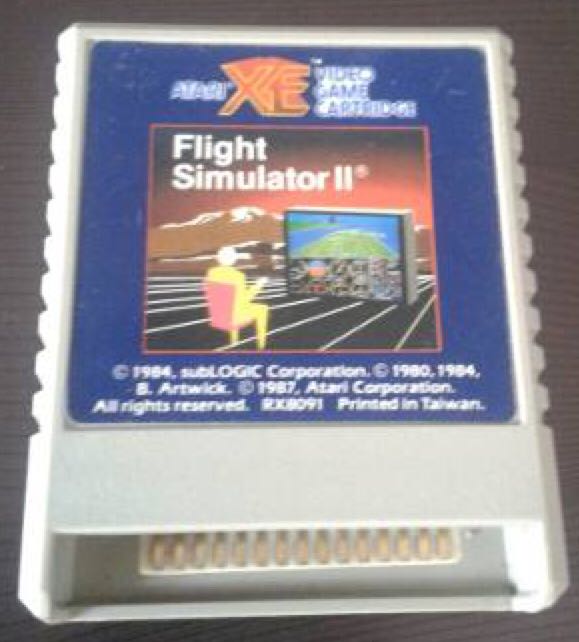 ATARI XE™ VIDEO
GAME
CARTRIDGE
Flight
Simulator II®
© 1984, subLOGIC Corporation. © 1980, 1984,
B. Artwick. © 1987, Atari Corporation.
All rights reserved. RX8091 Printed in Taiwan.